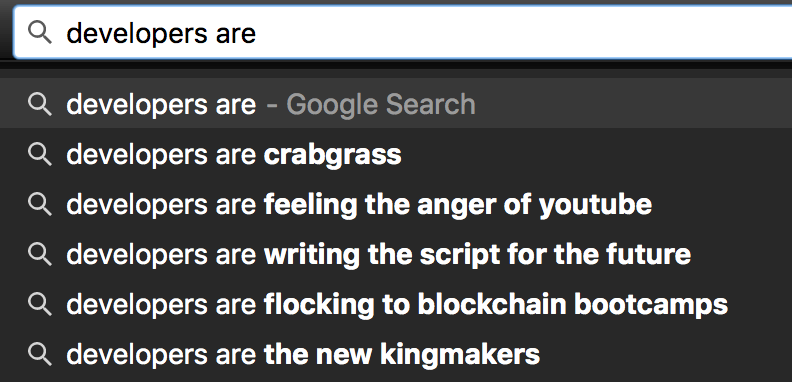 developers are
developers are - Google Search
developers are crabgrass
developers are feeling the anger of youtube
developers are writing the script for the future
developers are flocking to blockchain bootcamps
developers are the new kingmakers